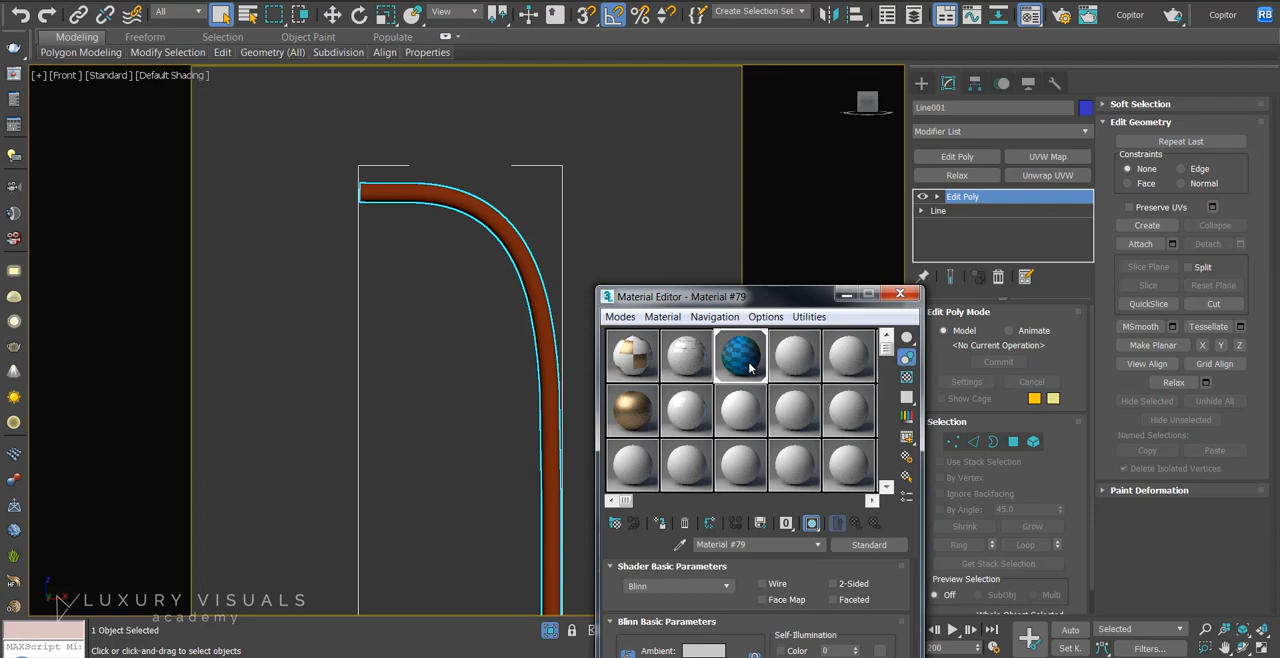 All
3
View
Create Selection Set
Copitor
Copitor
RB
Modeling
Freeform
Selection
Object Paint
Populate
Polygon Modeling
Modify Selection
Edit
Geometry (All)
Subdivision
Align
Properties
[+] [Front ] [Standard ] [Default Shading ]
Line001
Modifier List
Edit Poly
UVW Map
Relax
Unwrap UVW
Edit Poly
Line
Soft Selection
Edit Geometry
Repeat Last
Constraints
None
Edge
Face
Normal
Preserve UVs
Create
Collapse
Attach
Detach
Slice Plane
Split
Slice
Reset Plane
QuickSlice
Cut
MSmooth
Tessellate
Make Planar
X
Y
Z
View Align
Grid Align
Relax
Hide Selected
Unhide All
Hide Unselected
Named Selections:
Copy
Paste
Delete Isolated Vertices
Paint Deformation
Edit Poly Mode
Model
Animate
<No Current Operation>
Commit
Settings
Cancel
Show Cage
Selection
Use Stack Selection
By Vertex
Ignore Backfacing
By Angle:
45.0
Shrink
Grow
Ring
Loop
Get Stack Selection
Preview Selection
Off
SubObj
Multi
Whole Object Selected
Material Editor - Material #79
Modes
Material
Navigation
Options
Utilities
0
Material #79
Standard
Shader Basic Parameters
Blinn
Wire
2-Sided
Face Map
Faceted
Blinn Basic Parameters
Self-Illumination
Ambient:
Color
0
z
x
LUXURY VISUALS
academy
1 Object Selected
MAXScript Mi
Click or click-and-drag to select objects
Auto
Selected
200
Set K.
Filters...